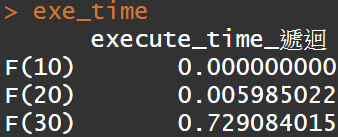 > exe_time
execute_time_遞迴
F(10) 0.000000000
F(20) 0.005985022
F(30) 0.729084015